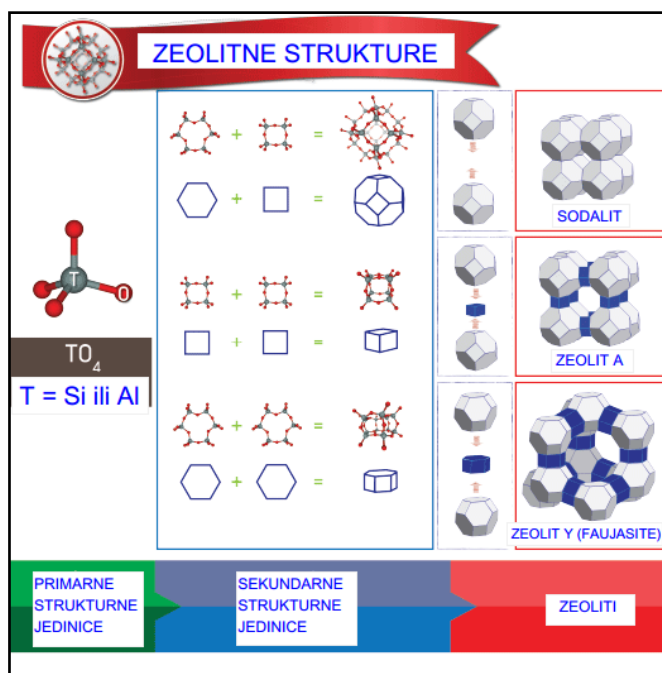 ZEOLITNE STRUKTURE
+
=
+
=
SODALIT
T
O
TO₄
T = Si ili Al
+
=
+
=
ZEOLIT A
+
=
+
=
ZEOLIT Y (FAUJASITE)
PRIMARNE
STRUKTURNE
JEDINICE
SEKUNDARNE
STRUKTURNE
JEDINICE
ZEOLITI